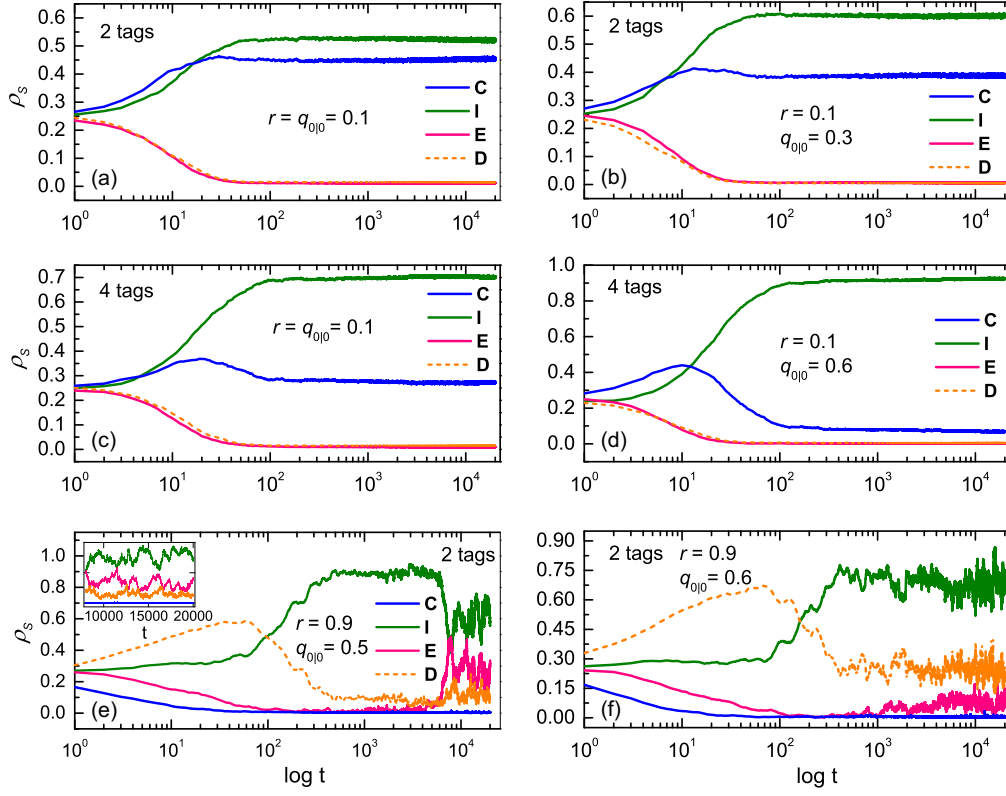 2 tags
ρs
0.6
0.5
0.4
0.3
0.2
0.1
0.0
r = q0|0 = 0.1
C
I
E
D
(a)
10^0 10^1 10^2 10^3 10^4
2 tags
0.6
0.5
0.4
0.3
0.2
0.1
0.0
r = 0.1
q0|0 = 0.3
C
I
E
D
(b)
10^0 10^1 10^2 10^3 10^4
4 tags
ρs
0.7
0.6
0.5
0.4
0.3
0.2
0.1
0.0
r = q0|0 = 0.1
C
I
E
D
(c)
10^0 10^1 10^2 10^3 10^4
4 tags
1.0
0.8
0.6
0.4
0.2
0.0
r = 0.1
q0|0 = 0.6
C
I
E
D
(d)
10^0 10^1 10^2 10^3 10^4
2 tags
ρs
1.0
0.8
0.6
0.4
0.2
0.0
10000 15000 20000
t
r = 0.9
q0|0 = 0.5
C
I
E
D
(e)
10^0 10^1 10^2 10^3 10^4
log t
2 tags
r = 0.9
q0|0 = 0.6
0.90
0.75
0.60
0.45
0.30
0.15
0.00
(f)
10^0 10^1 10^2 10^3 10^4
log t